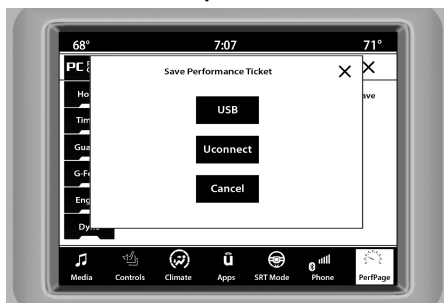 68° 7:07 71°
PC
Save Performance Ticket
Ho ave
Tim
USB
Gua
Uconnect
G-Fo
Eng
Cancel
Dy
Media Controls Climate Apps SRT Mode Phone PerfPage